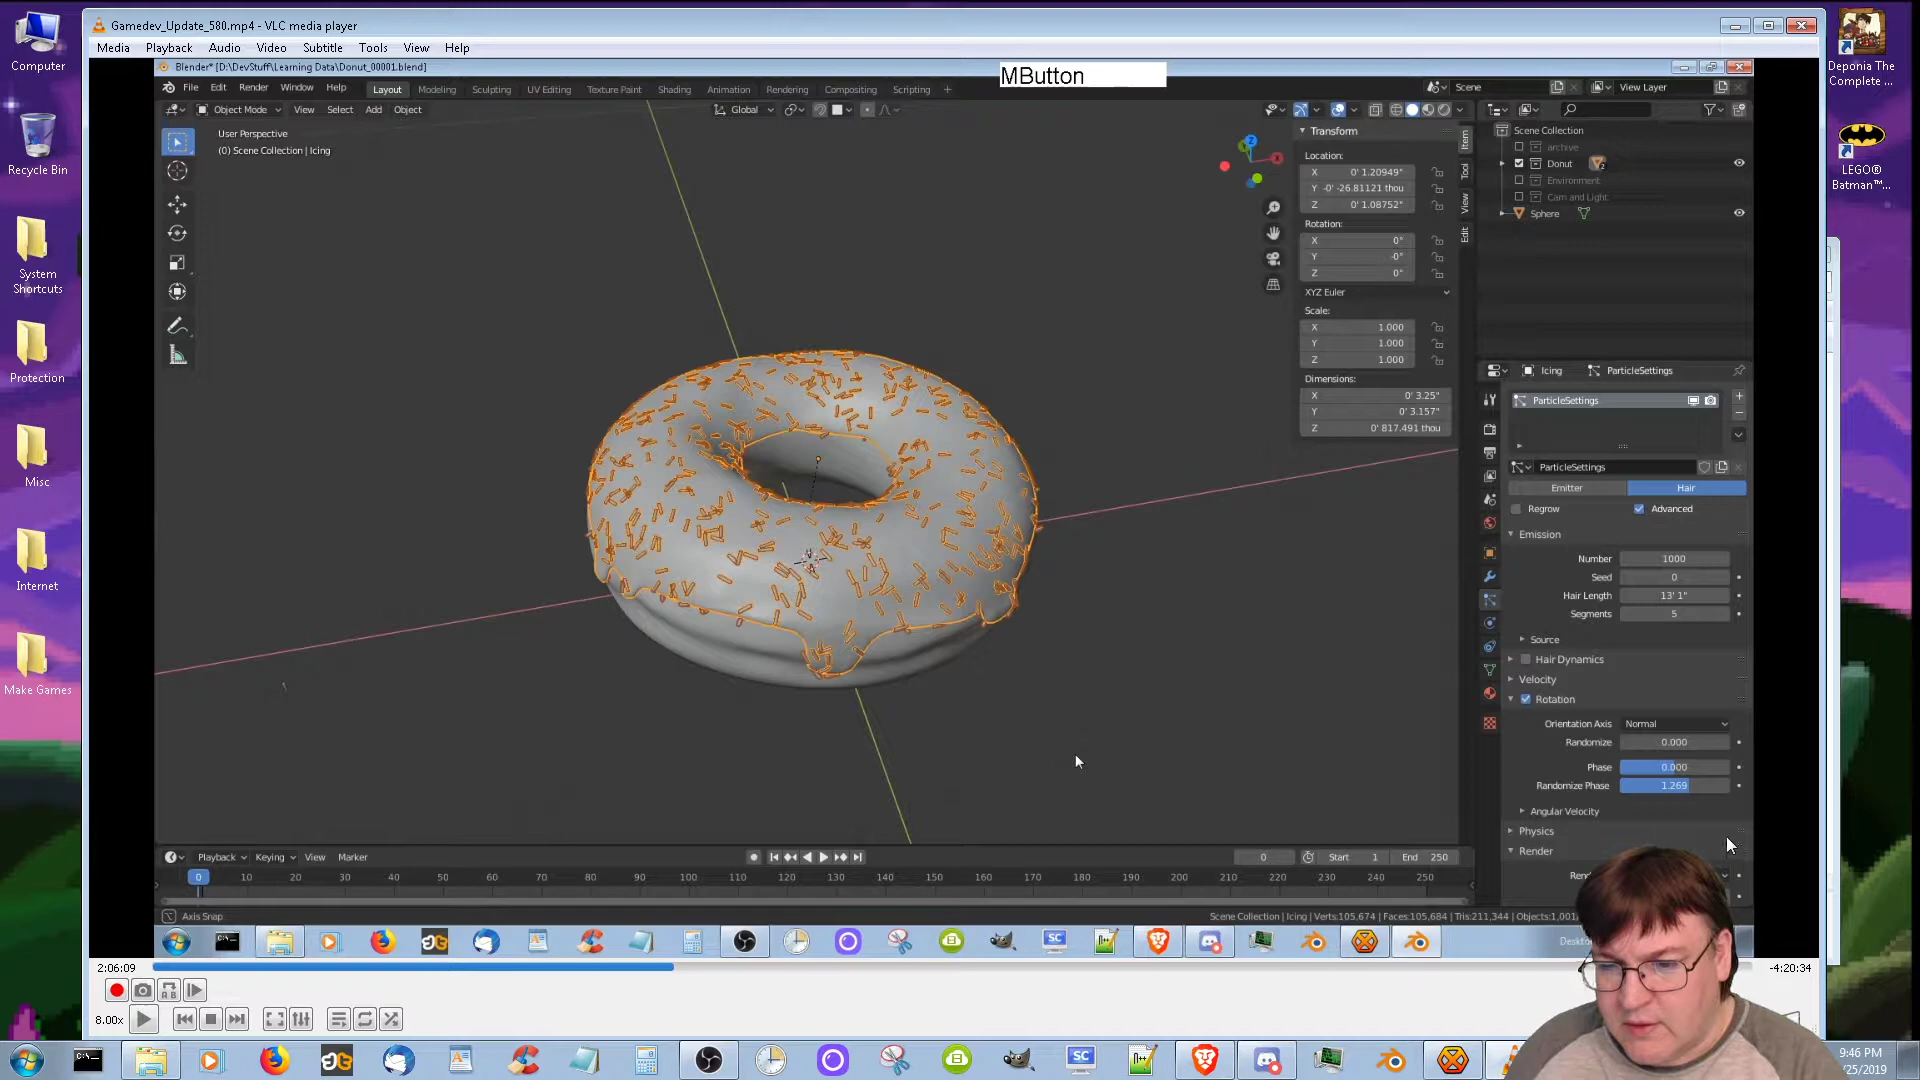 Gamedev_Update_580.mp4 - VLC media player
Media Playback Audio Video Subtitle Tools View Help
Blender* [D:\DevStuff\Learning Data\Donut_00001.blend]
MButton
File Edit Render Window Help Layout Modeling Sculpting UV Editing Texture Paint Shading Animation Rendering Compositing Scripting + Scene View Layer
Object Mode View Select Add Object Global
User Perspective
(0) Scene Collection | Icing
Transform
Location:
X 0' 1.20949"
Y -0' -26.81121 thou
Z 0' 1.08752"
Rotation:
X 0°
Y -0°
Z 0°
XYZ Euler
Scale:
X 1.000
Y 1.000
Z 1.000
Dimensions:
X 0' 3.25"
Y 0' 3.157"
Z 0' 817.491 thou
Item
Tool
View
Edit
Z
X
Scene Collection
archive
Donut
Environment
Cam and Light
Sphere
Icing ParticleSettings
ParticleSettings
ParticleSettings
Emitter Hair
Regrow Advanced
Emission
Number 1000
Seed 0
Hair Length 13' 1"
Segments 5
Source
Hair Dynamics
Velocity
Rotation
Orientation Axis Normal
Randomize 0.000
Phase 0.000
Randomize Phase 1.269
Angular Velocity
Physics
Render
Playback Keying View Marker
0 Start 1 End 250
0 10 20 30 40 50 60 70 80 90 100 110 120 130 140 150 160 170 180 190 200 210 220 230 240 250
Axis Snap
Scene Collection | Icing | Verts:105,674 | Faces:105,684 | Tris:211,344 | Objects:1,001
2:06:09
-4:20:34
8.00x
Computer
Recycle Bin
System Shortcuts
Protection
Misc
Internet
Make Games
Deponia The Complete ...
LEGO® Batman™...
9:46 PM
/25/2019